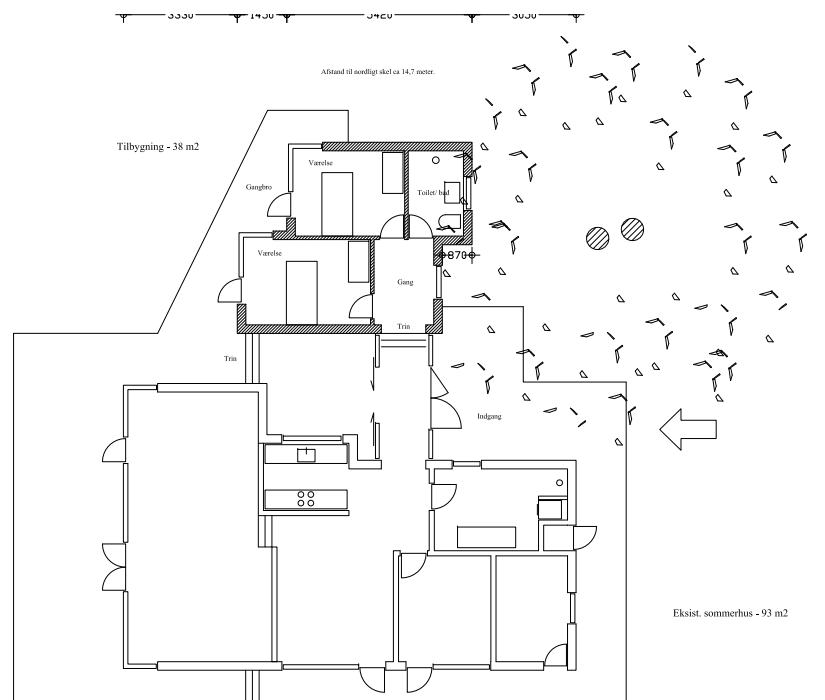 3330 1450 5420 3050
Afstand til nordligt skel ca 14,7 meter.
Tilbygning - 38 m2
Værelse
Gangbro
Toilet/ bad
Værelse
870
Gang
Trin
Trin
Indgang
Eksist. sommerhus - 93 m2